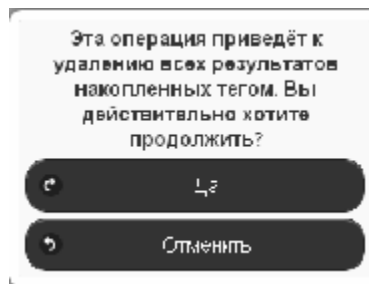 Эта операция приведёт к
удалению всех результатов
накопленных тегом. Вы
действительно хотите
продолжить?
Да
Отменить